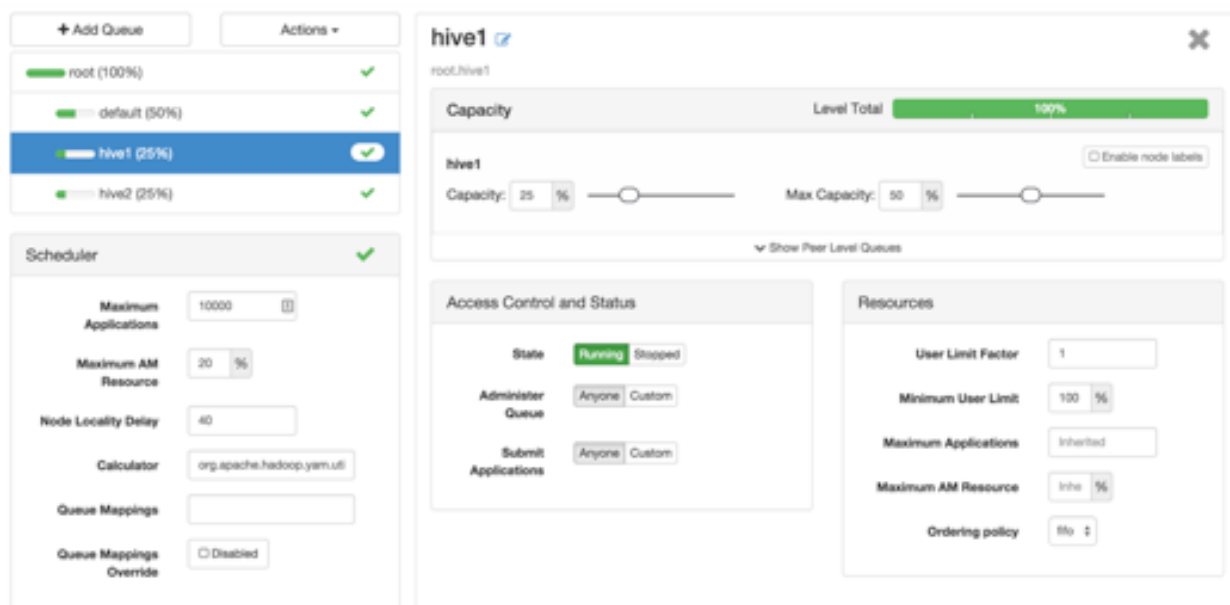 + Add Queue
Actions
root (100%)
default (50%)
hive1 (25%)
hive2 (25%)
Scheduler
Maximum
Applications
10000
Maximum AM
Resource
20 %
Node Locality Delay
40
Calculator
org.apache.hadoop.yarn.uti
Queue Mappings
Queue Mappings
Override
Disabled
hive1
root.hive1
Capacity
Level Total
100%
hive1
Enable node labels
Capacity: 25 %
Max Capacity: 50 %
Show Peer Level Queues
Access Control and Status
State
Running Stopped
Administer
Queue
Anyone Custom
Submit
Applications
Anyone Custom
Resources
User Limit Factor
1
Minimum User Limit
100 %
Maximum Applications
Inherited
Maximum AM Resource
Inhe %
Ordering policy
fifo